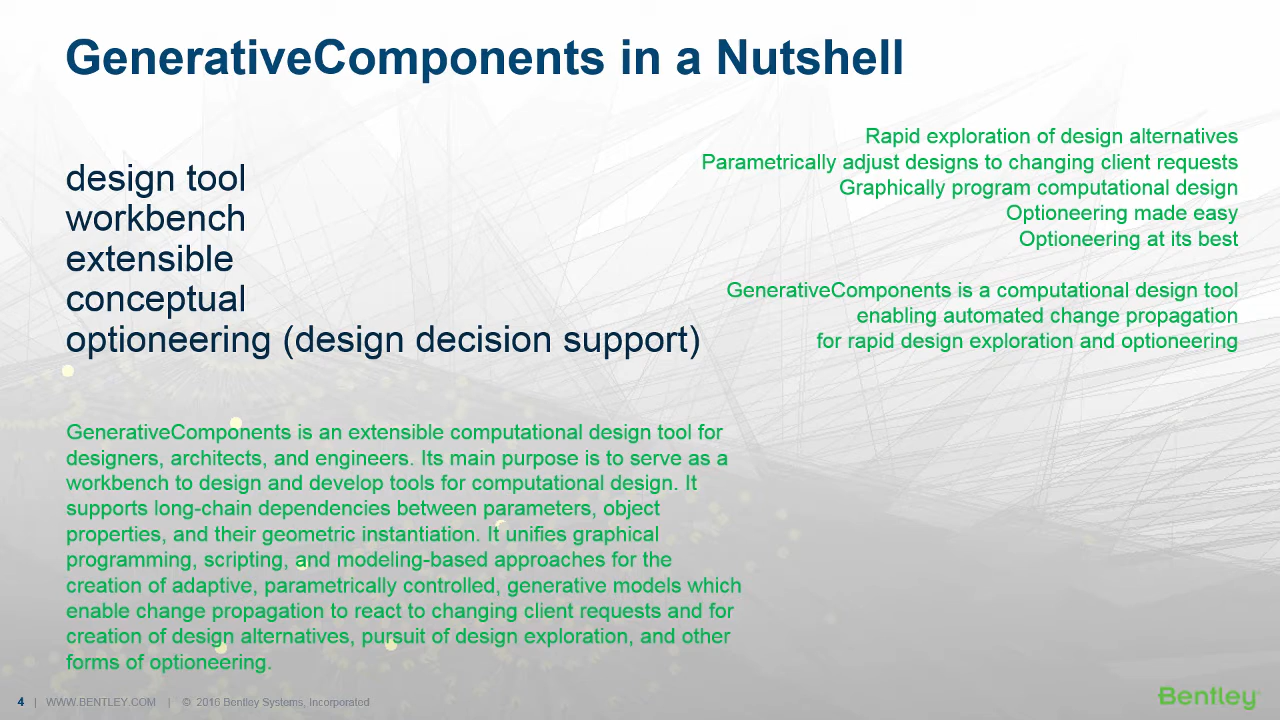 GenerativeComponents in a Nutshell
design tool
workbench
extensible
conceptual
optioneering (design decision support)
Rapid exploration of design alternatives
Parametrically adjust designs to changing client requests
Graphically program computational design
Optioneering made easy
Optioneering at its best
GenerativeComponents is a computational design tool
enabling automated change propagation
for rapid design exploration and optioneering
GenerativeComponents is an extensible computational design tool for
designers, architects, and engineers. Its main purpose is to serve as a
workbench to design and develop tools for computational design. It
supports long-chain dependencies between parameters, object
properties, and their geometric instantiation. It unifies graphical
programming, scripting, and modeling-based approaches for the
creation of adaptive, parametrically controlled, generative models which
enable change propagation to react to changing client requests and for
creation of design alternatives, pursuit of design exploration, and other
forms of optioneering.
4 | WWW.BENTLEY.COM | © 2016 Bentley Systems, Incorporated
Bentley